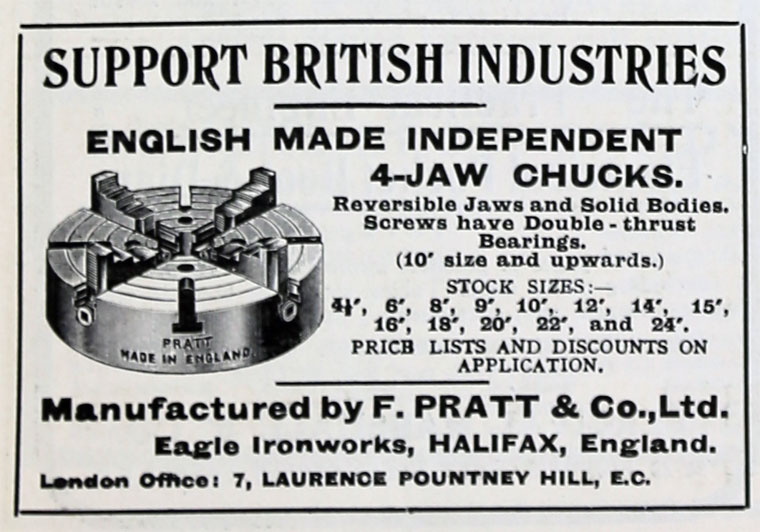 SUPPORT BRITISH INDUSTRIES
ENGLISH MADE INDEPENDENT
4-JAW CHUCKS.
Reversible Jaws and Solid Bodies.
Screws have Double-thrust
Bearings.
(10″ size and upwards.)
STOCK SIZES:—
4½″, 6″, 8″, 9″, 10″, 12″, 14″, 15″,
16″, 18″, 20″, 22″, and 24″.
PRICE LISTS AND DISCOUNTS ON
APPLICATION.
PRATT
MADE IN ENGLAND.
Manufactured by F. PRATT & Co., Ltd.
Eagle Ironworks, HALIFAX, England.
London Office: 7, LAURENCE POUNTNEY HILL, E.C.